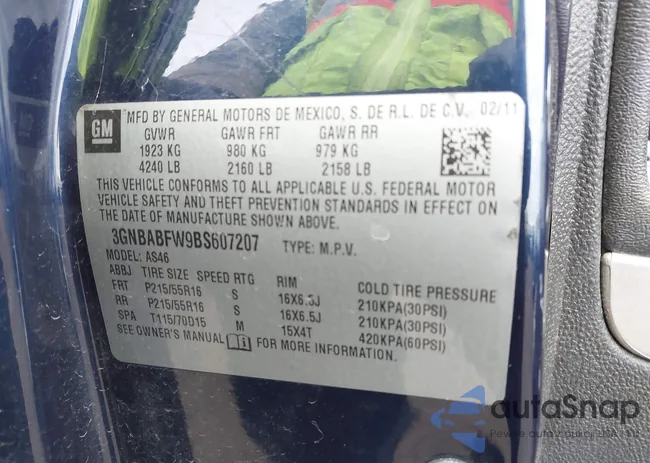 GM
MFD BY GENERAL MOTORS DE MEXICO, S. DE R.L. DE C.V. 02/11
GVWR GAWR FRT GAWR RR
1923 KG 980 KG 979 KG
4240 LB 2160 LB 2158 LB
THIS VEHICLE CONFORMS TO ALL APPLICABLE U.S. FEDERAL MOTOR
VEHICLE SAFETY AND THEFT PREVENTION STANDARDS IN EFFECT ON
THE DATE OF MANUFACTURE SHOWN ABOVE.
3GNBABFW9BS607207 TYPE: M.P.V.
MODEL: AS46
ABBJ TIRE SIZE SPEED RTG RIM COLD TIRE PRESSURE
FRT P215/55R16 S 16X6.5J 210KPA(30PSI)
RR P215/55R16 S 16X6.5J 210KPA(30PSI)
SPA T115/70D15 M 15X4T 420KPA(60PSI)
SEE OWNER'S MANUAL FOR MORE INFORMATION.
autoSnap